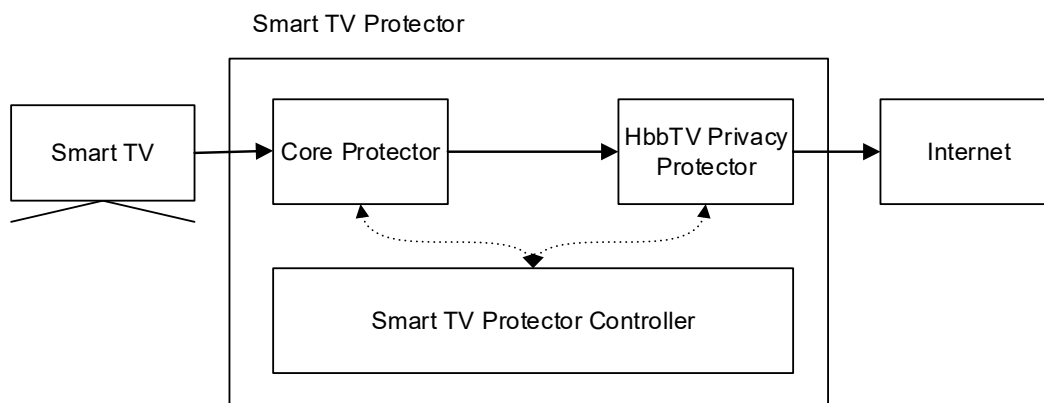 Smart TV Protector
Smart TV
Core Protector
HbbTV Privacy
Protector
Internet
Smart TV Protector Controller